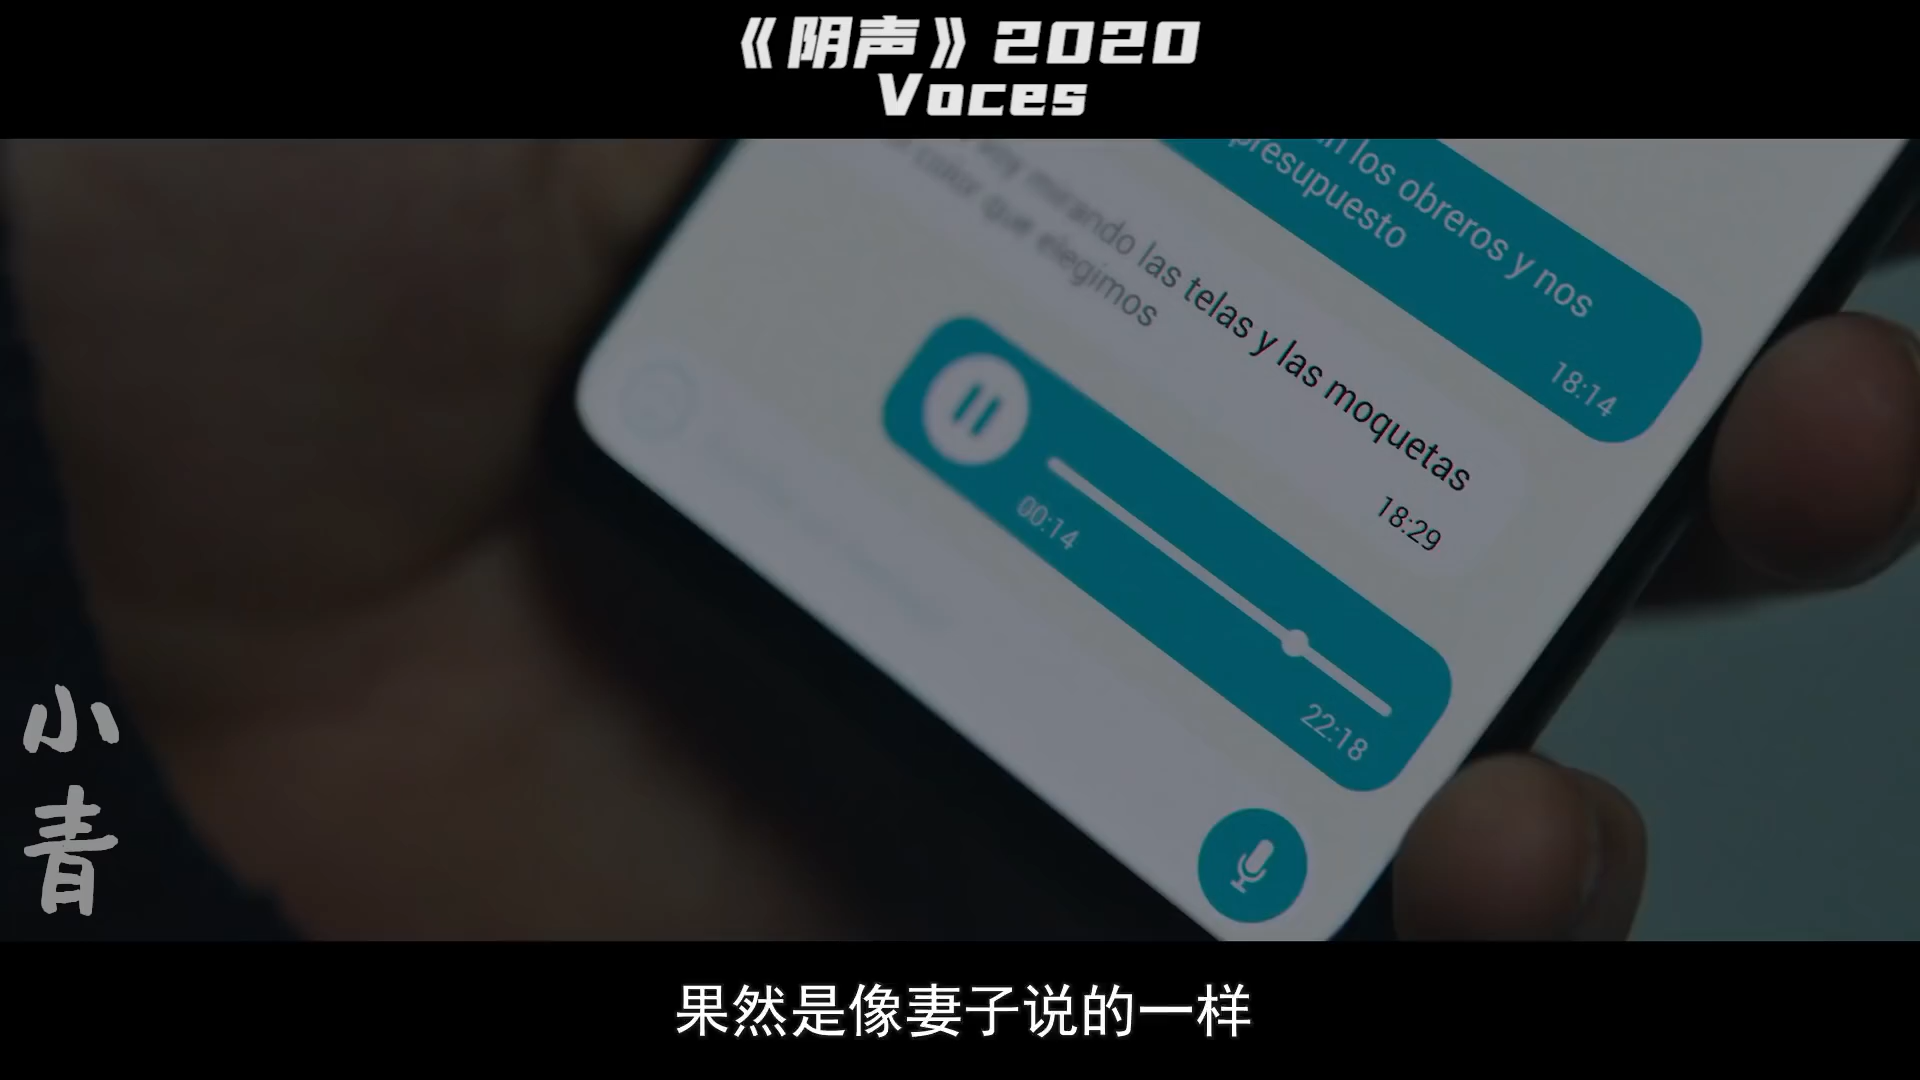 《阴声》2020
Voces
los obreros y nos
presupuesto
18:14
mirando las telas y las moquetas
color que elegimos
18:29
00:14
22:18
小青
果然是像妻子说的一样